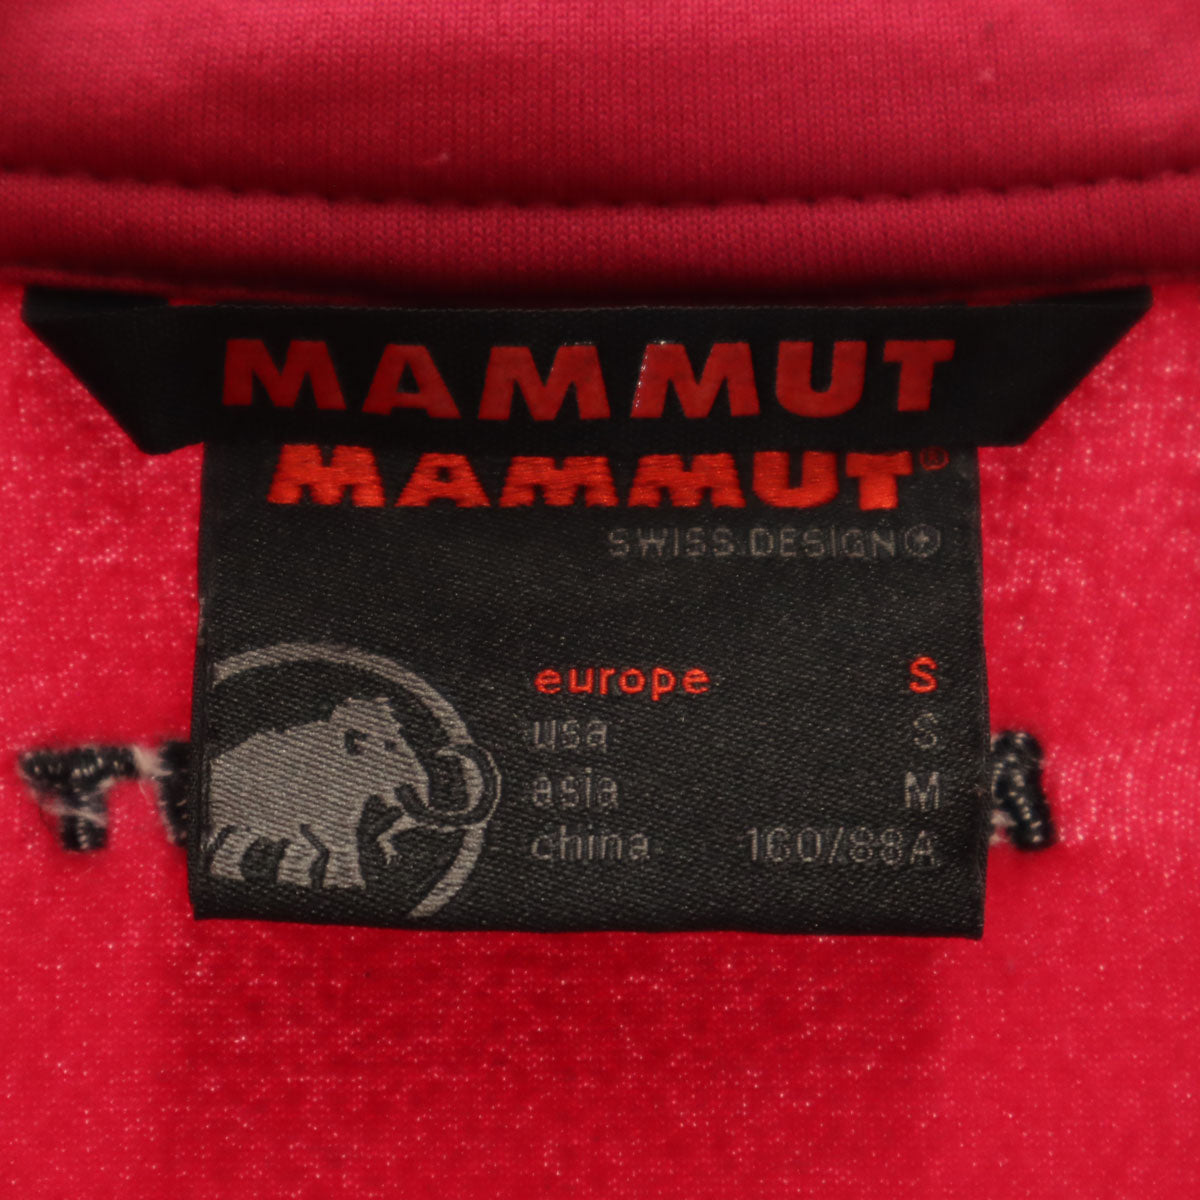 MAMMUT
MAMMUT®
SWISS DESIGN
europe S
usa S
asia M
china 160/88A